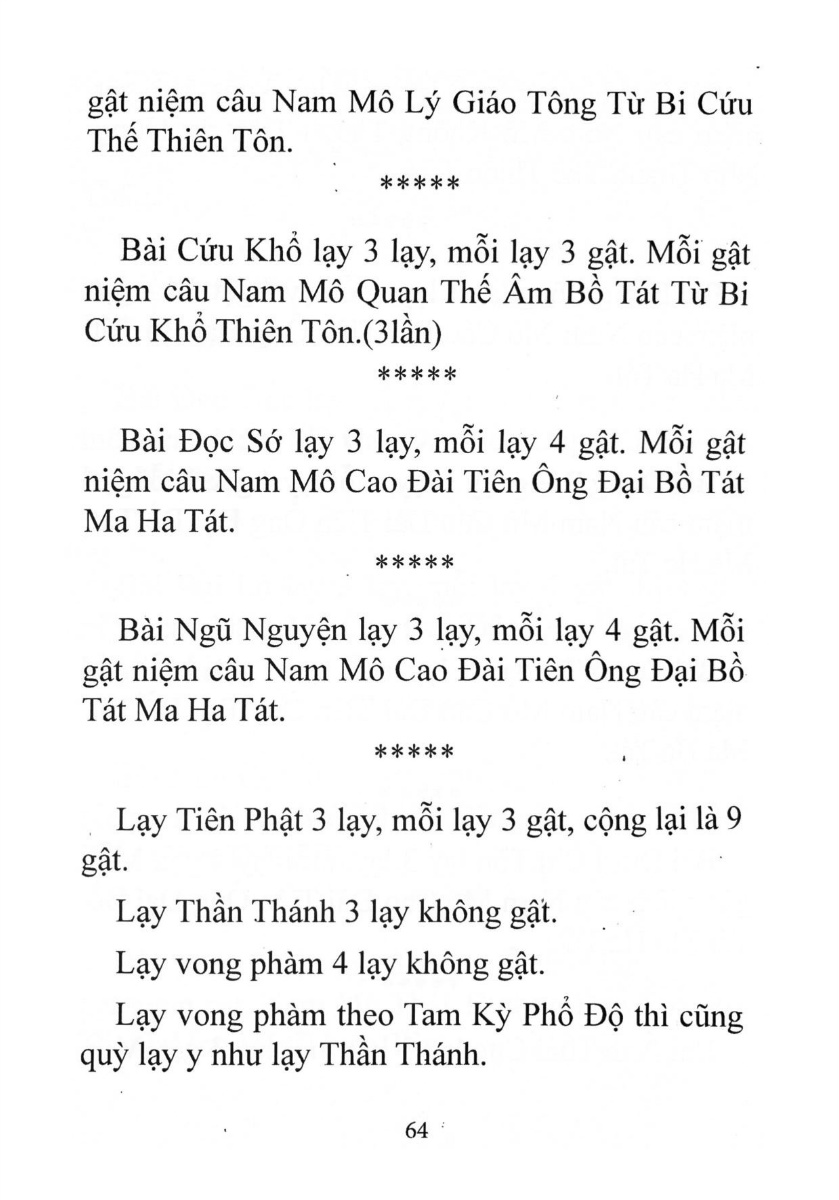 gật niệm câu Nam Mô Lý Giáo Tông Từ Bi Cứu
Thế Thiên Tôn.
*****
Bài Cứu Khổ lạy 3 lạy, mỗi lạy 3 gật. Mỗi gật
niệm câu Nam Mô Quan Thế Âm Bồ Tát Từ Bi
Cứu Khổ Thiên Tôn.(3lần)
*****
Bài Đọc Sớ lạy 3 lạy, mỗi lạy 4 gật. Mỗi gật
niệm câu Nam Mô Cao Đài Tiên Ông Đại Bồ Tát
Ma Ha Tát.
*****
Bài Ngũ Nguyện lạy 3 lạy, mỗi lạy 4 gật. Mỗi
gật niệm câu Nam Mô Cao Đài Tiên Ông Đại Bồ
Tát Ma Ha Tát.
*****
Lạy Tiên Phật 3 lạy, mỗi lạy 3 gật, cộng lại là 9
gật.
Lạy Thần Thánh 3 lạy không gật.
Lạy vong phàm 4 lạy không gật.
Lạy vong phàm theo Tam Kỳ Phổ Độ thì cũng
quỳ lạy y như lạy Thần Thánh.
64